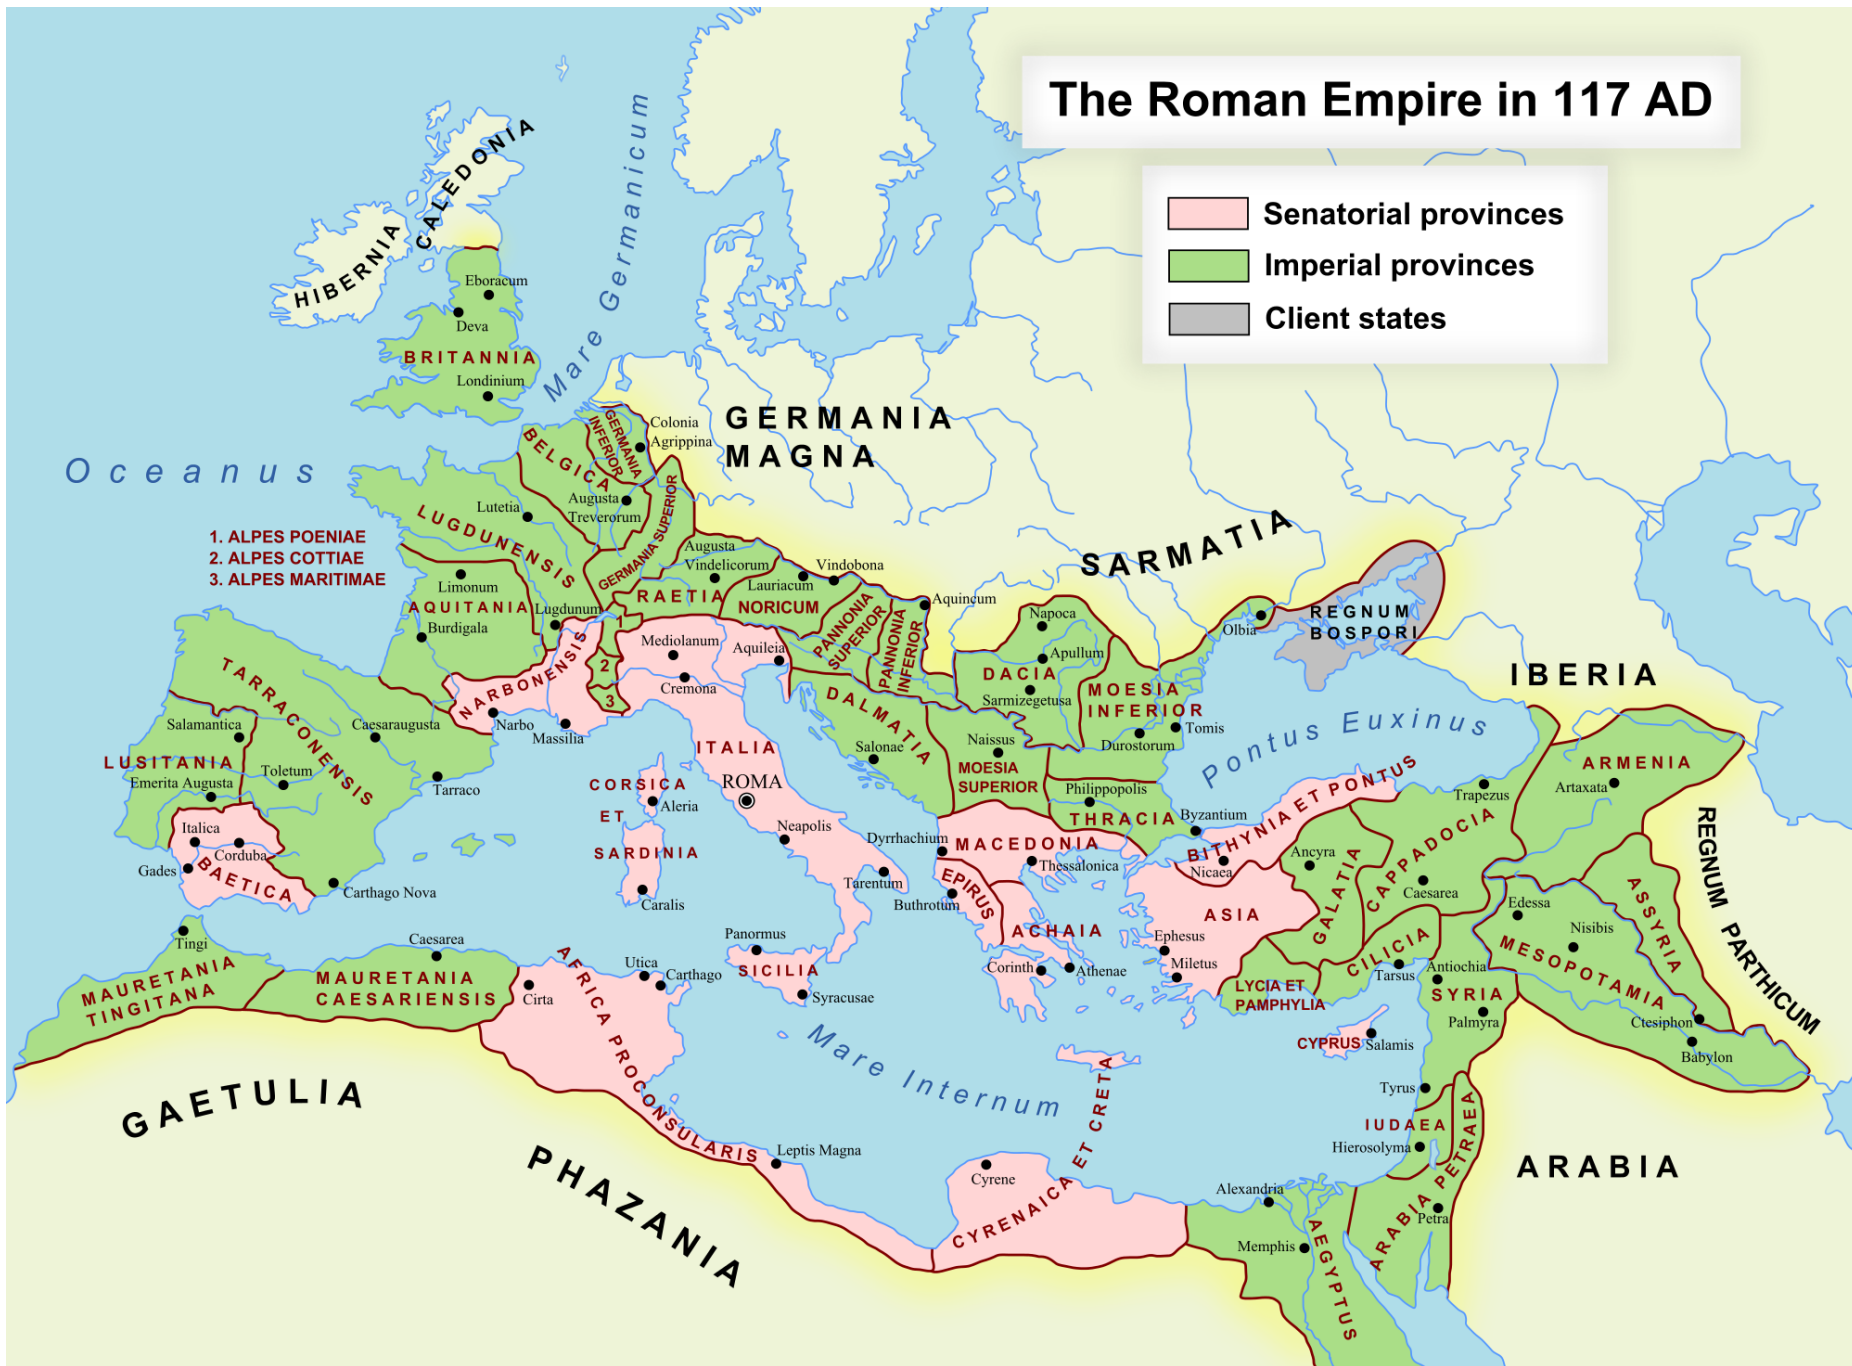 The Roman Empire in 117 AD
Senatorial provinces
Imperial provinces
Client states
CALEDONIA
HIBERNIA
Mare Germanicum
Eboracum
Deva
BRITANNIA
Londinium
Oceanus
GERMANIA
MAGNA
GERMANIA
INFERIOR
Colonia
Agrippina
BELGICA
Augusta
Treverorum
Lutetia
LUGDUNENSIS
GERMANIA SUPERIOR
1. ALPES POENIAE
2. ALPES COTTIAE
3. ALPES MARITIMAE
SARMATIA
Limonum
AQUITANIA
Burdigala
Lugdunum
Augusta
Vindelicorum
RAETIA
Lauriacum
NORICUM
Vindobona
PANNONIA
SUPERIOR
PANNONIA
INFERIOR
Aquincum
Napoca
Apullum
DACIA
Sarmizegetusa
MOESIA
INFERIOR
Durostorum
Tomis
Olbia
REGNUM
BOSPORI
IBERIA
1
2
3
NARBONENSIS
Narbo
Massilia
Mediolanum
Cremona
Aquileia
ITALIA
ROMA
Neapolis
Tarentum
DALMATIA
Salonae
Naissus
MOESIA
SUPERIOR
Philippopolis
THRACIA
Byzantium
Pontus Euxinus
TARRACONENSIS
Salamantica
Caesaraugusta
LUSITANIA
Emerita Augusta
Toletum
Tarraco
Italica
Corduba
Gades
BAETICA
Carthago Nova
CORSICA
Aleria
ET
SARDINIA
Caralis
Dyrrhachium
MACEDONIA
Thessalonica
EPIRUS
Buthrotum
ACHAIA
Corinth
Athenae
BITHYNIA ET PONTUS
Nicaea
ASIA
Ephesus
Miletus
Ancyra
GALATIA
CAPPADOCIA
Caesarea
Trapezus
ARMENIA
Artaxata
REGNUM PARTHICUM
LYCIA ET
PAMPHYLIA
CILICIA
Tarsus
Antiochia
SYRIA
Palmyra
Edessa
Nisibis
MESOPOTAMIA
ASSYRIA
Ctesiphon
Babylon
CYPRUS
Salamis
Tyrus
IUDAEA
Hierosolyma
ARABIA PETRAEA
Petra
ARABIA
Tingi
MAURETANIA
TINGITANA
Caesarea
MAURETANIA
CAESARIENSIS
Cirta
Utica
Carthago
AFRICA PROCONSULARIS
Panormus
SICILIA
Syracusae
Mare Internum
Leptis Magna
Cyrene
CYRENAICA ET CRETA
Alexandria
Memphis
AEGYPTUS
GAETULIA
PHAZANIA